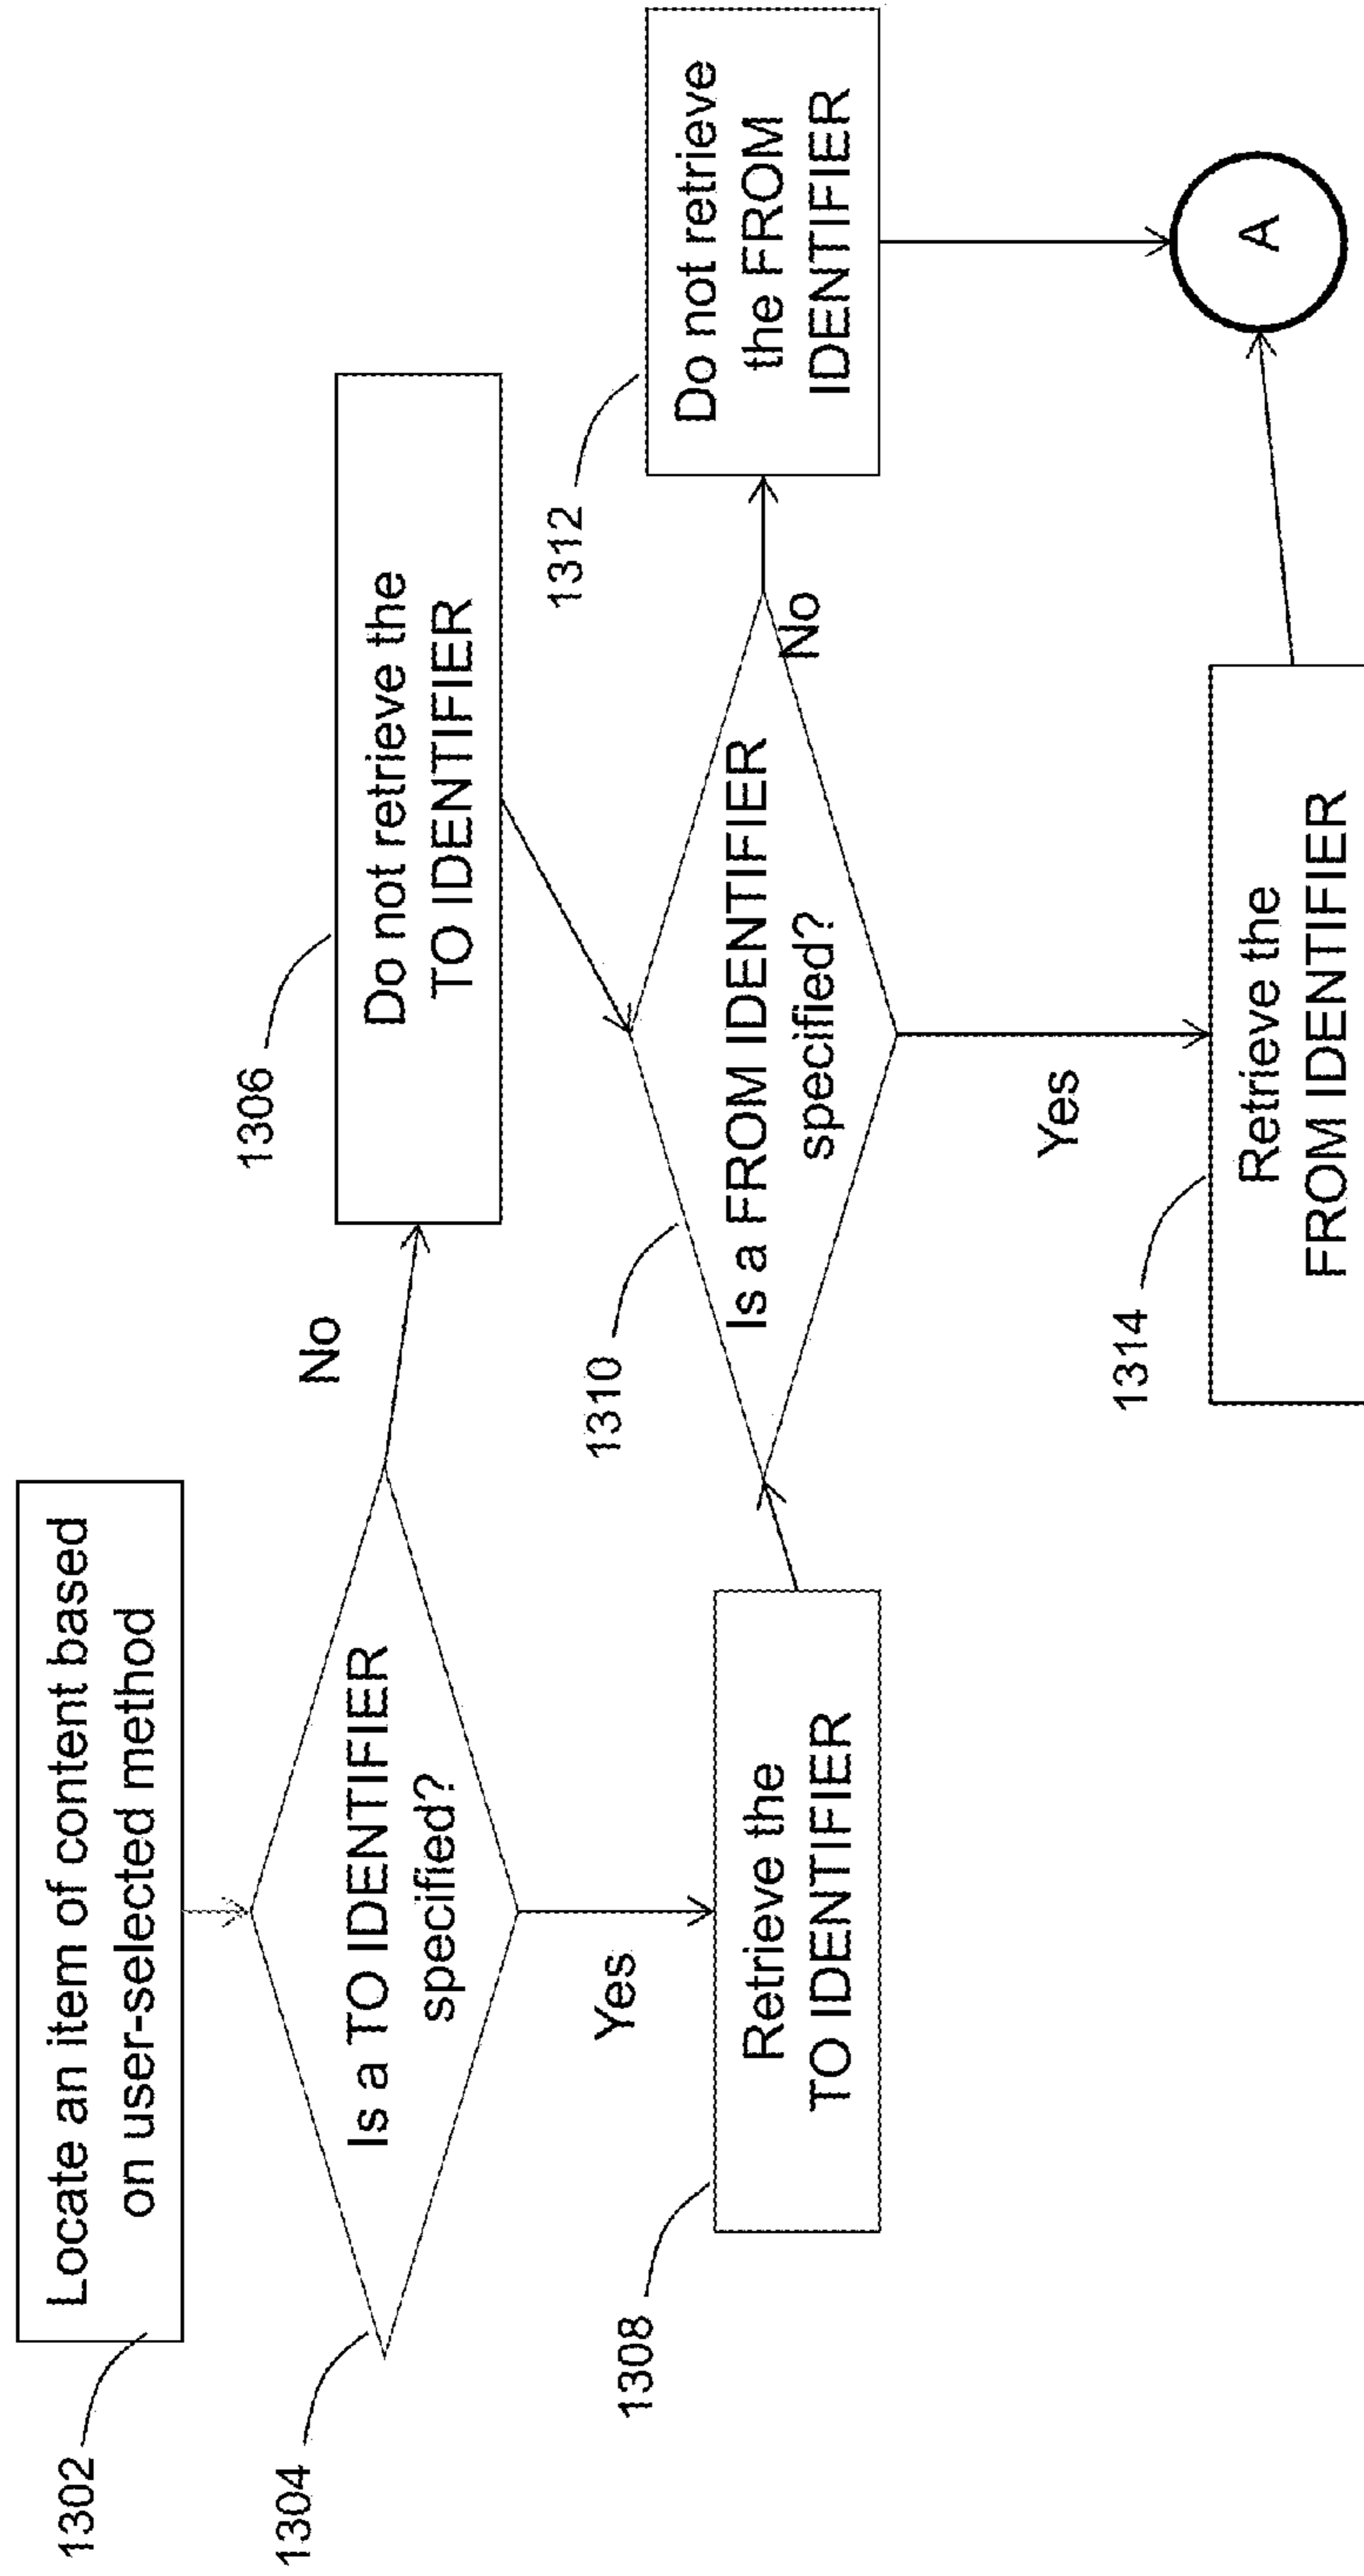 1302
Locate an item of content based
on user-selected method
1304
Is a TO IDENTIFIER
specified?
No
1306
Do not retrieve the
TO IDENTIFIER
Yes
1308
Retrieve the
TO IDENTIFIER
1310
Is a FROM IDENTIFIER
specified?
No
1312
Do not retrieve
the FROM
IDENTIFIER
Yes
1314
Retrieve the
FROM IDENTIFIER
A